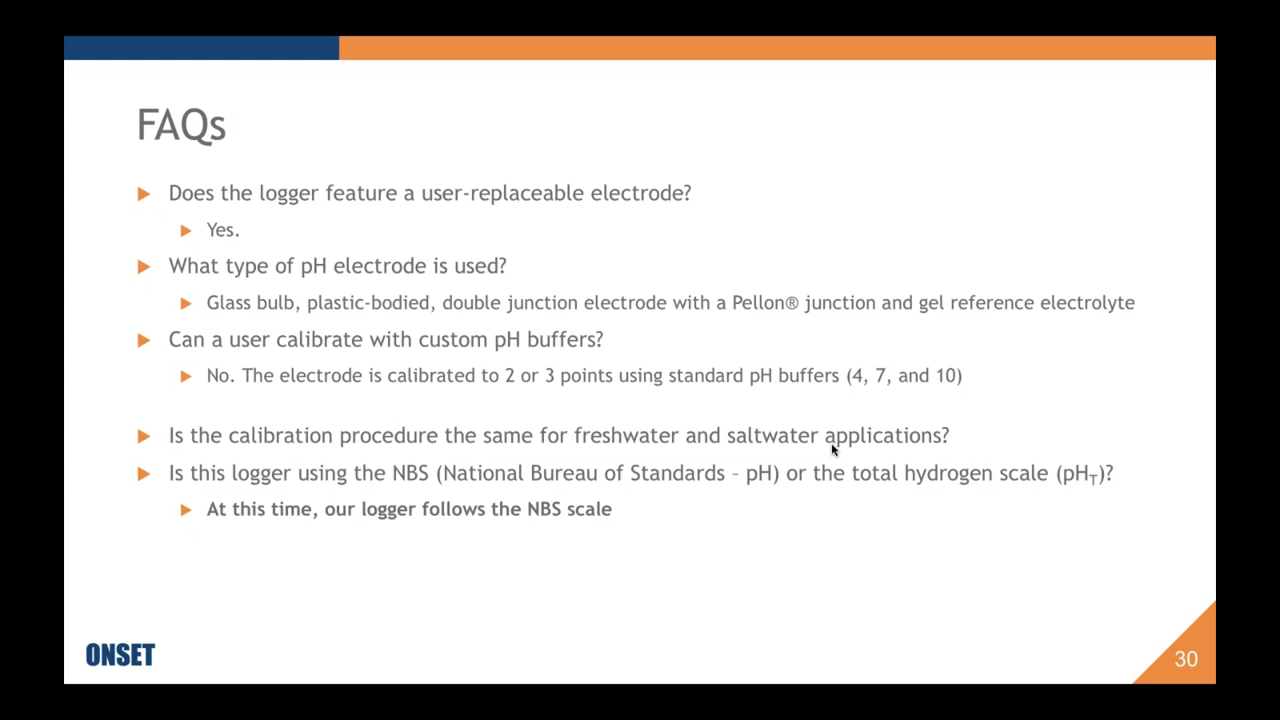 FAQs
Does the logger feature a user-replaceable electrode?
Yes.
What type of pH electrode is used?
Glass bulb, plastic-bodied, double junction electrode with a Pellon® junction and gel reference electrolyte
Can a user calibrate with custom pH buffers?
No. The electrode is calibrated to 2 or 3 points using standard pH buffers (4, 7, and 10)
Is the calibration procedure the same for freshwater and saltwater applications?
Is this logger using the NBS (National Bureau of Standards - pH) or the total hydrogen scale (pHT)?
At this time, our logger follows the NBS scale
ONSET
30